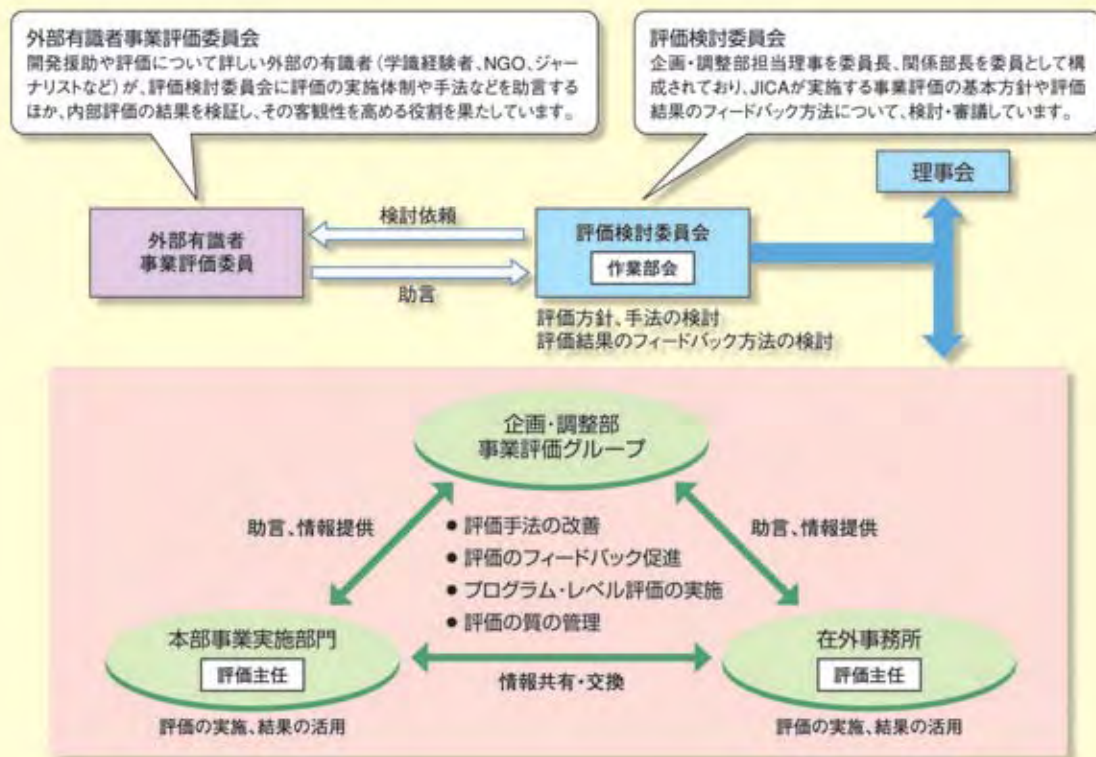 外部有識者事業評価委員会
開発援助や評価について詳しい外部の有識者(学識経験者、NGO、ジャー
ナリストなど)が、評価検討委員会に評価の実施体制や手法などを助言する
ほか、内部評価の結果を検証し、その客観性を高める役割を果たしています。
評価検討委員会
企画・調整部担当理事を委員長、関係部長を委員として構
成されており、JICAが実施する事業評価の基本方針や評価
結果のフィードバック方法について、検討・審議しています。
理事会
外部有識者
事業評価委員
検討依頼
助言
評価検討委員会
作業部会
評価方針、手法の検討
評価結果のフィードバック方法の検討
企画・調整部
事業評価グループ
助言、情報提供
● 評価手法の改善
● 評価のフィードバック促進
● プログラム・レベル評価の実施
● 評価の質の管理
助言、情報提供
本部事業実施部門
評価主任
評価の実施、結果の活用
情報共有・交換
在外事務所
評価主任
評価の実施、結果の活用